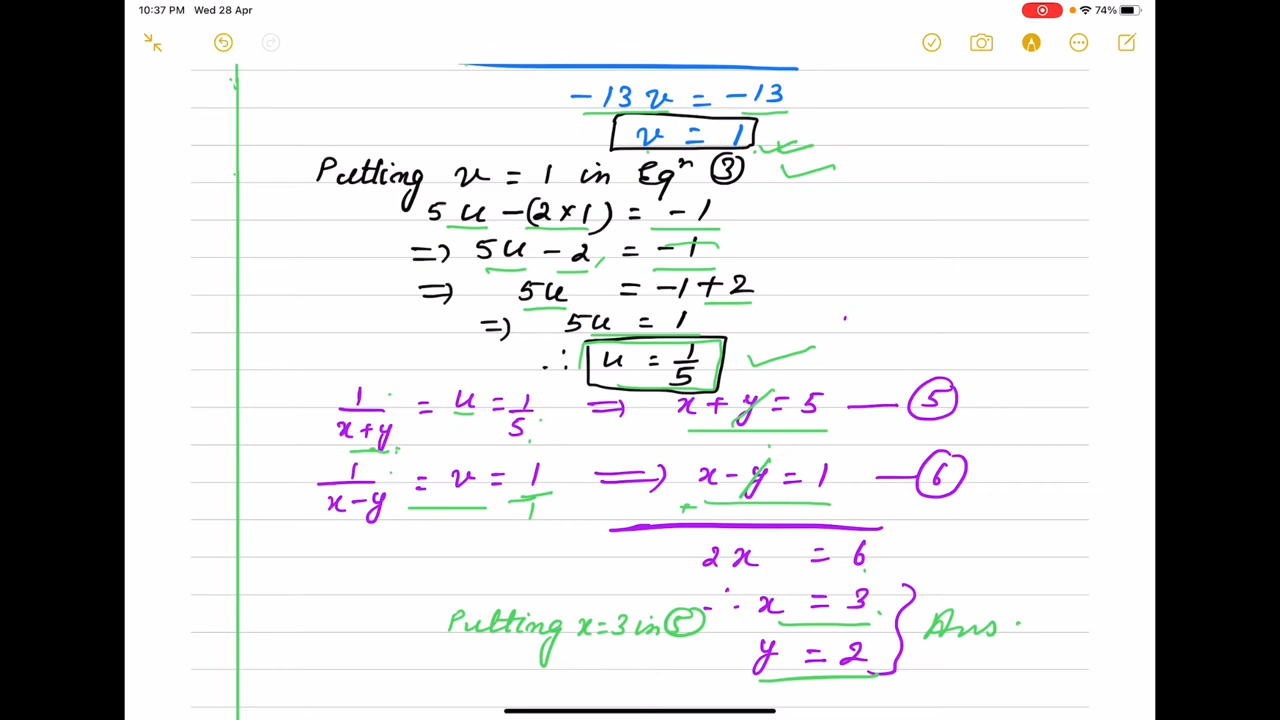 10:37 PM Wed 28 Apr 74%
-13v = -13
v = 1
Putting v = 1 in Eqⁿ ③
5u - (2×1) = -1
=> 5u - 2 = -1
=> 5u = -1 + 2
=> 5u = 1
∴ u = 1/5
1/(x+y) = u = 1/5 => x + y = 5 — ⑤
1/(x-y) = v = 1/1 => x - y = 1 — ⑥
+
2x = 6
∴ x = 3
Putting x=3 in ⑤
y = 2
Ans.